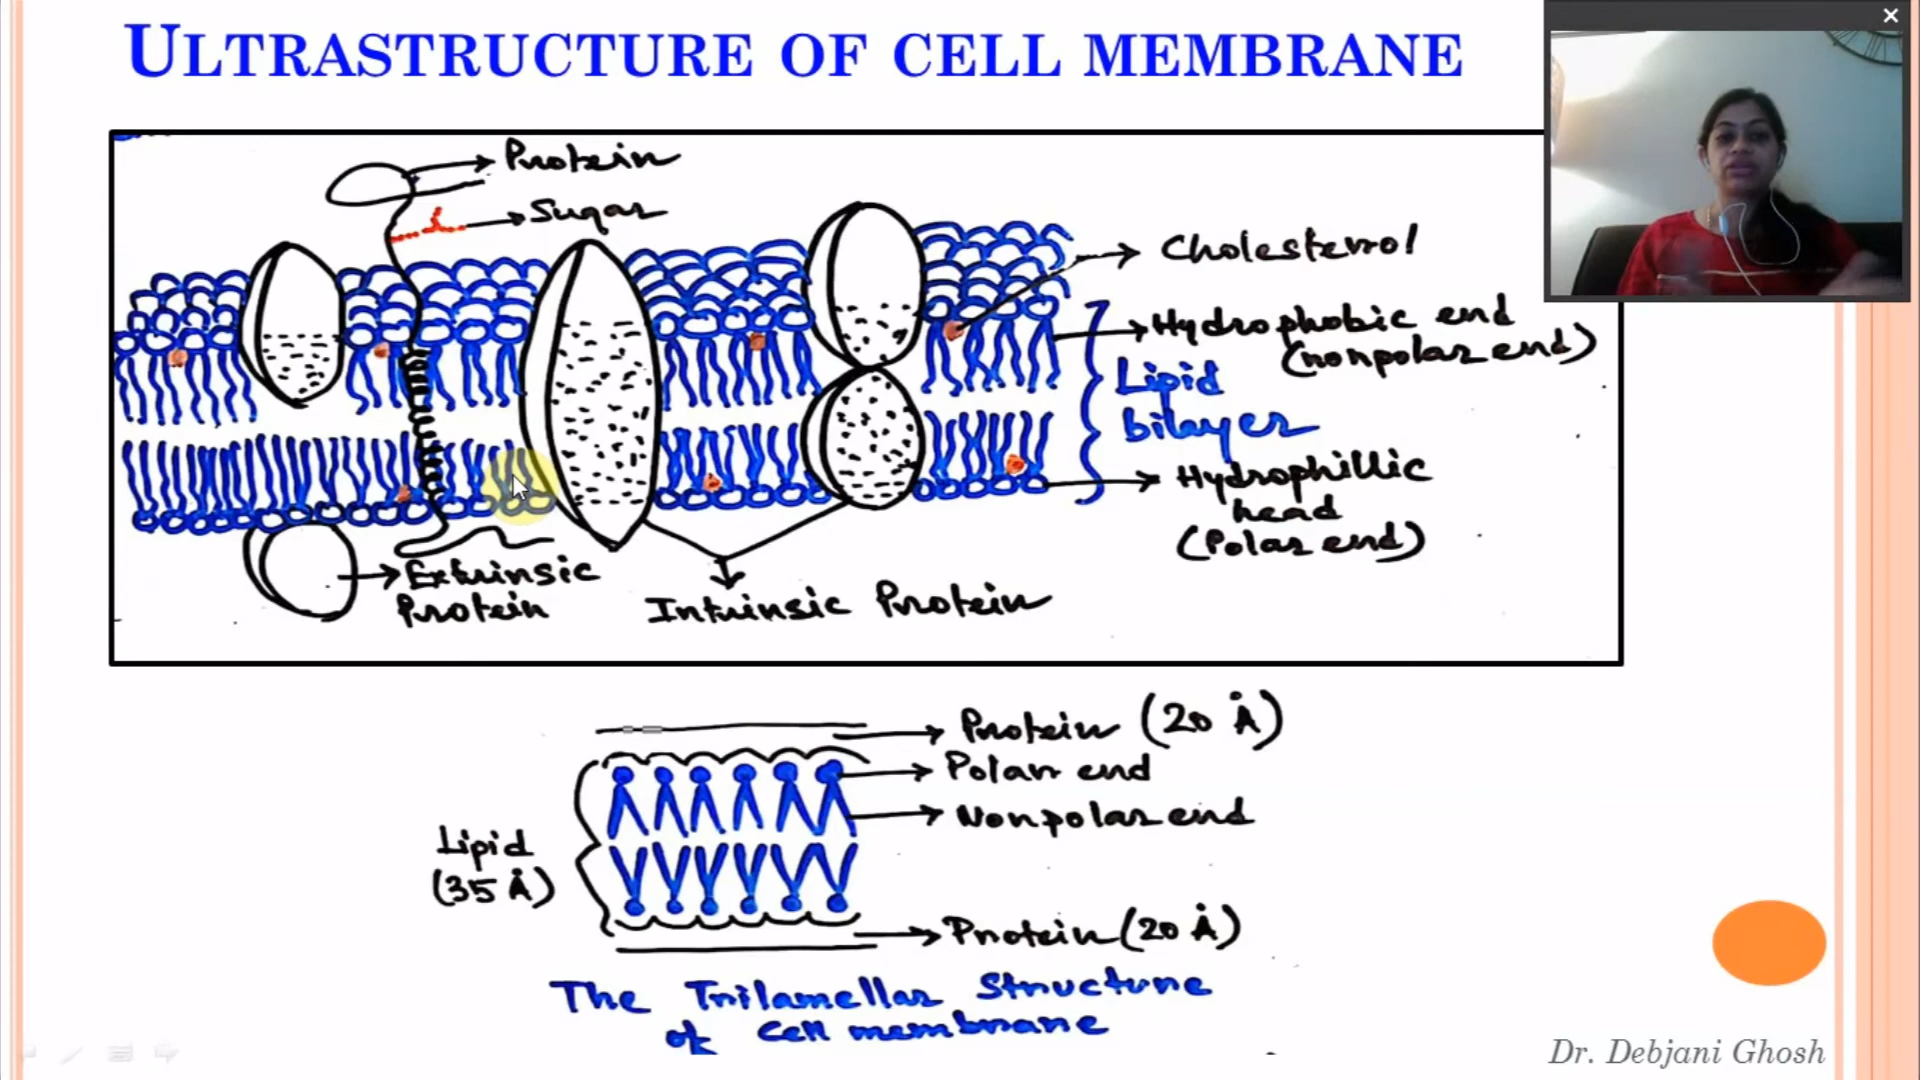 ULTRASTRUCTURE OF CELL MEMBRANE
Protein
Sugar
Cholesterol
Hydrophobic end
(nonpolar end)
Lipid
bilayer
Hydrophillic
head
(Polar end)
Extrinsic
Protein
Intrinsic Protein
Protein (20 Å)
Polar end
Nonpolar end
Lipid
(35 Å)
Protein (20 Å)
The Trilamellar Structure
of cell membrane
Dr. Debjani Ghosh